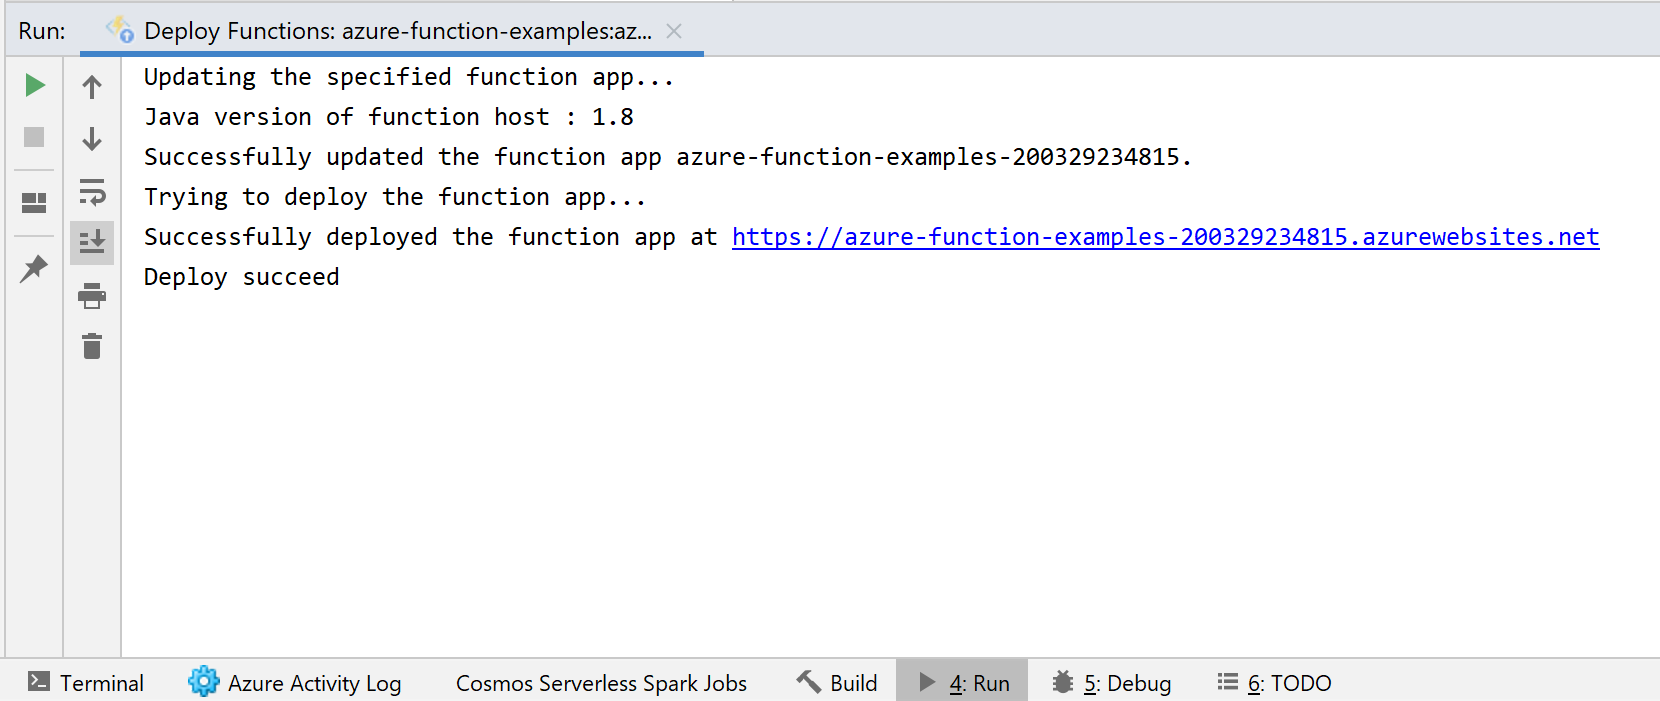 Run: Deploy Functions: azure-function-examples:az...
Updating the specified function app...
Java version of function host : 1.8
Successfully updated the function app azure-function-examples-200329234815.
Trying to deploy the function app...
Successfully deployed the function app at https://azure-function-examples-200329234815.azurewebsites.net
Deploy succeed
Terminal Azure Activity Log Cosmos Serverless Spark Jobs Build 4: Run 5: Debug 6: TODO